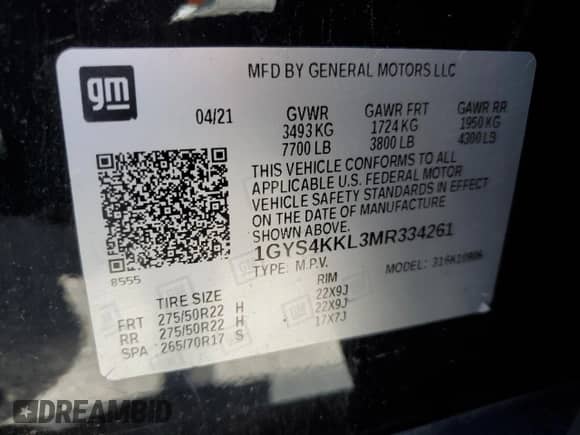 gm
MFD BY GENERAL MOTORS LLC
04/21 GVWR GAWR FRT GAWR RR
3493 KG 1724 KG 1950 KG
7700 LB 3800 LB 4300 LB
THIS VEHICLE CONFORMS TO ALL
APPLICABLE U.S. FEDERAL MOTOR
VEHICLE SAFETY STANDARDS IN EFFECT
ON THE DATE OF MANUFACTURE
SHOWN ABOVE.
1GYS4KKL3MR334261
8555 TYPE: M.P.V. MODEL: 316K10906
TIRE SIZE RIM
FRT 275/50R22 H 22X9J
RR 275/50R22 H 22X9J
SPA 265/70R17 S 17X7J
DREAMBID